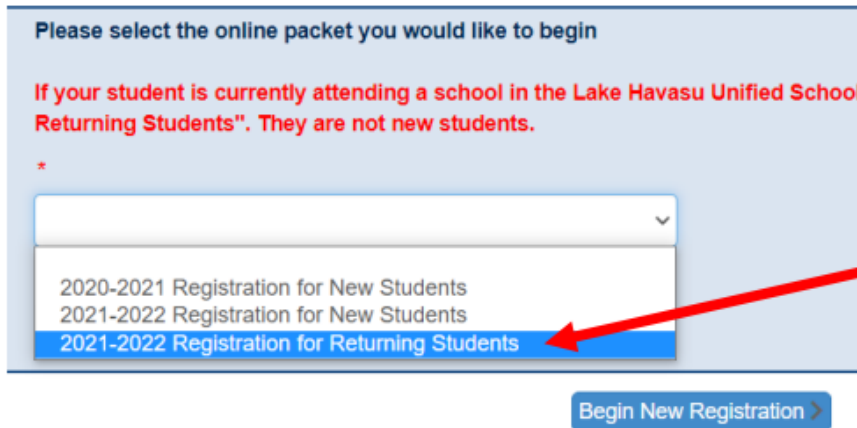 Please select the online packet you would like to begin
If your student is currently attending a school in the Lake Havasu Unified School
Returning Students". They are not new students.
*
2020-2021 Registration for New Students
2021-2022 Registration for New Students
2021-2022 Registration for Returning Students
Begin New Registration >